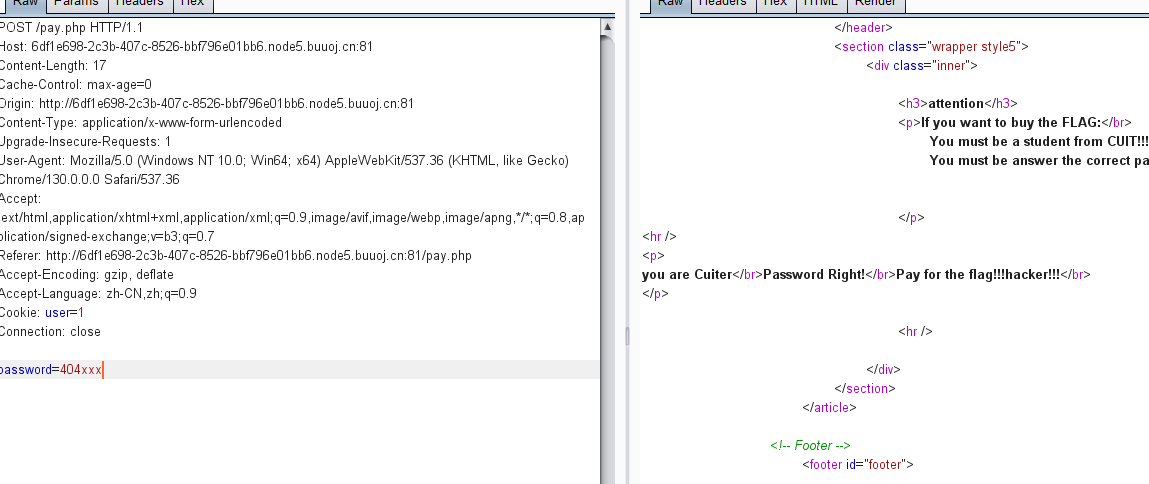 Raw Params Headers Hex
POST /pay.php HTTP/1.1
Host: 6df1e698-2c3b-407c-8526-bbf796e01bb6.node5.buuoj.cn:81
Content-Length: 17
Cache-Control: max-age=0
Origin: http://6df1e698-2c3b-407c-8526-bbf796e01bb6.node5.buuoj.cn:81
Content-Type: application/x-www-form-urlencoded
Upgrade-Insecure-Requests: 1
User-Agent: Mozilla/5.0 (Windows NT 10.0; Win64; x64) AppleWebKit/537.36 (KHTML, like Gecko)
Chrome/130.0.0.0 Safari/537.36
Accept:
text/html,application/xhtml+xml,application/xml;q=0.9,image/avif,image/webp,image/apng,*/*;q=0.8,ap
plication/signed-exchange;v=b3;q=0.7
Referer: http://6df1e698-2c3b-407c-8526-bbf796e01bb6.node5.buuoj.cn:81/pay.php
Accept-Encoding: gzip, deflate
Accept-Language: zh-CN,zh;q=0.9
Cookie: user=1
Connection: close
password=404xxx
Raw Headers Hex HTML Render
</header>
<section class="wrapper style5">
<div class="inner">
<h3>attention</h3>
<p>If you want to buy the FLAG:</br>
You must be a student from CUIT!!!
You must be answer the correct pa
</p>
<hr />
<p>
you are Cuiter</br>Password Right!</br>Pay for the flag!!!hacker!!!</br>
</p>
<hr />
</div>
</section>
</article>
<!-- Footer -->
<footer id="footer">